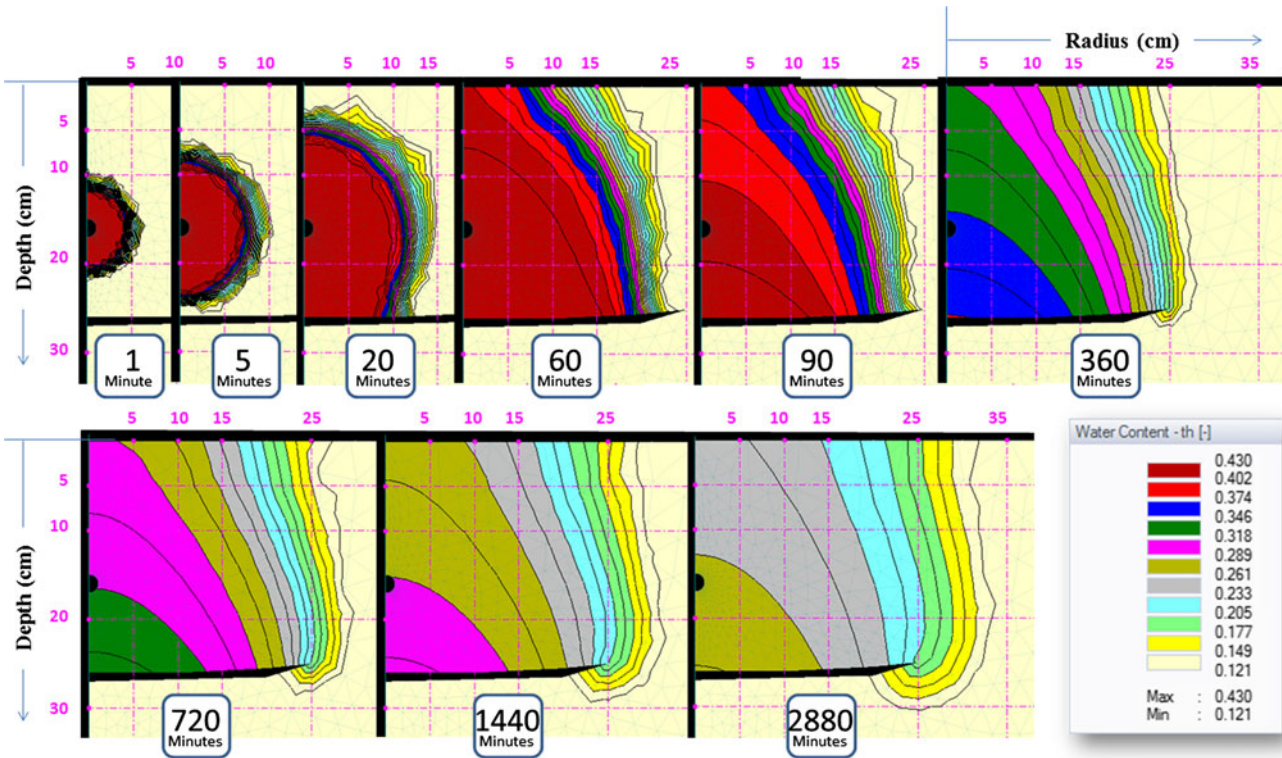 Radius (cm)
5 10 5 10 5 10 15 5 10 15 25 5 10 15 25 5 10 15 25 35
Depth (cm)
5
10
20
30
1
Minute
5
Minutes
20
Minutes
60
Minutes
90
Minutes
360
Minutes
5 10 15 25 5 10 15 25 5 10 15 25 35
Depth (cm)
5
10
20
30
720
Minutes
1440
Minutes
2880
Minutes
Water Content - th [-]
0.430
0.402
0.374
0.346
0.318
0.289
0.261
0.233
0.205
0.177
0.149
0.121
Max : 0.430
Min : 0.121